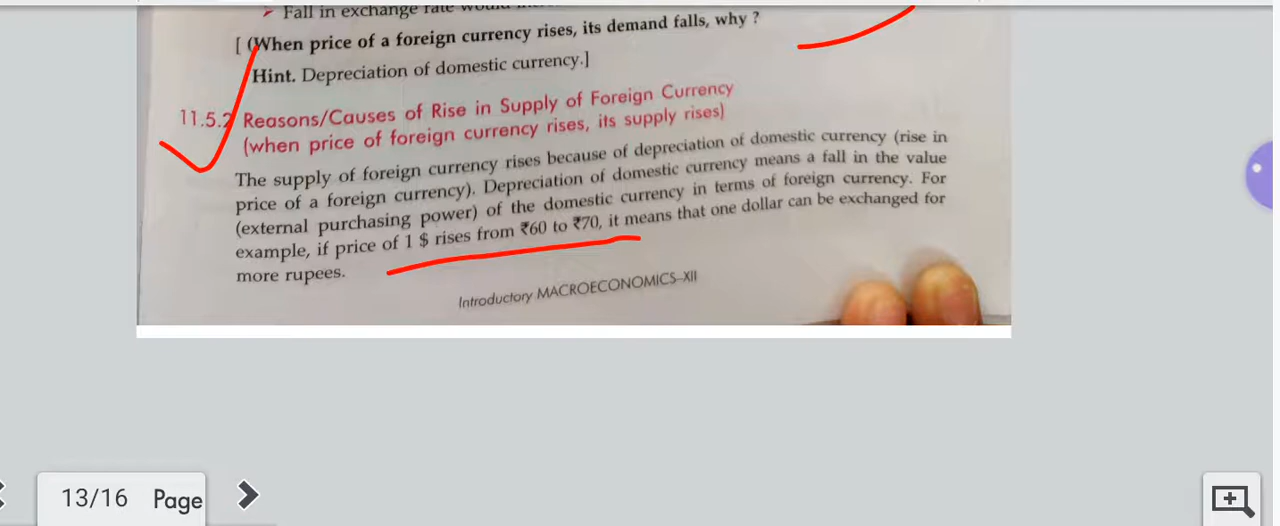 ➢ Fall in exchange rate would
[ (When price of a foreign currency rises, its demand falls, why ?
Hint. Depreciation of domestic currency.]
11.5.2 Reasons/Causes of Rise in Supply of Foreign Currency
(when price of foreign currency rises, its supply rises)
The supply of foreign currency rises because of depreciation of domestic currency (rise in
price of a foreign currency). Depreciation of domestic currency means a fall in the value
(external purchasing power) of the domestic currency in terms of foreign currency. For
example, if price of 1 $ rises from ₹60 to ₹70, it means that one dollar can be exchanged for
more rupees.
Introductory MACROECONOMICS–XII
13/16 Page